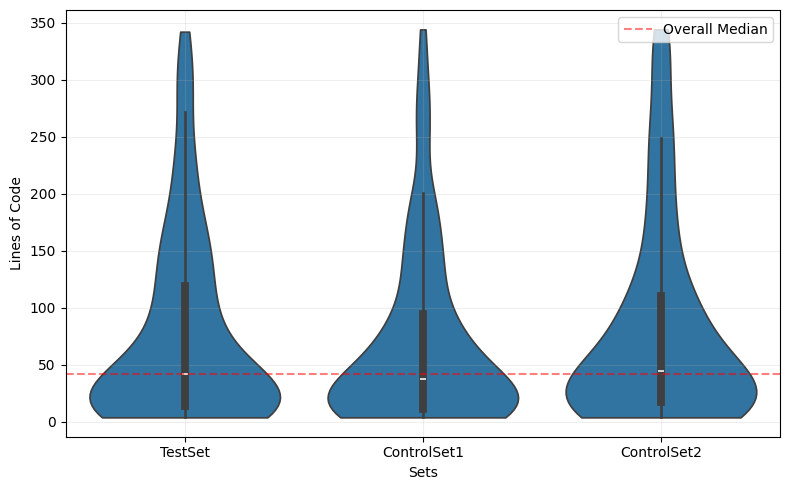 350
300
250
200
150
100
50
0
Lines of Code
Overall Median
TestSet
ControlSet1
ControlSet2
Sets